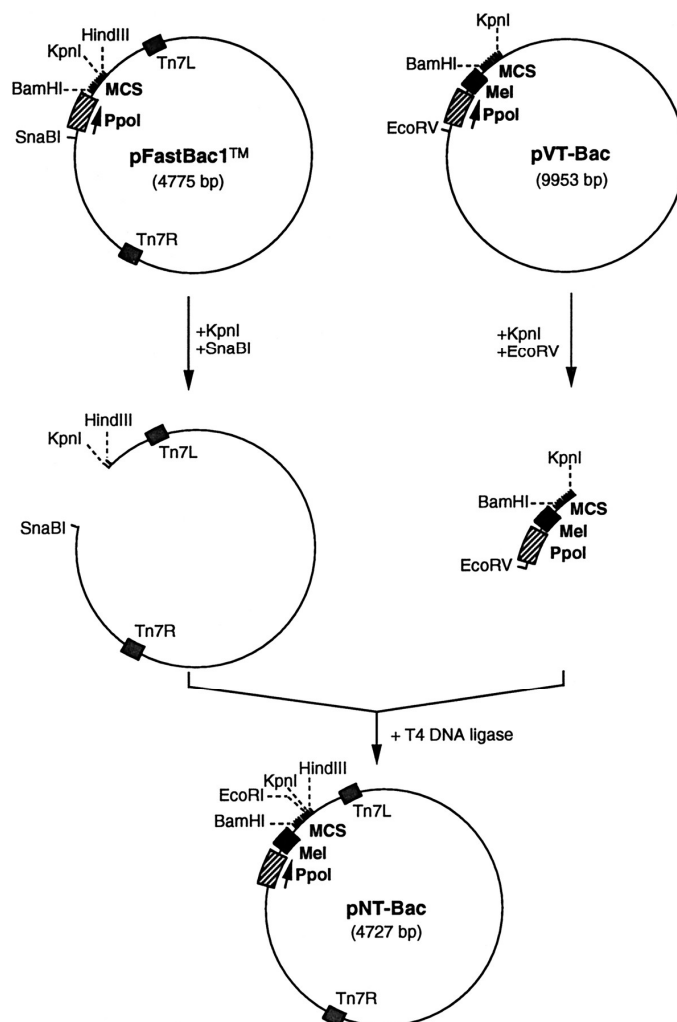 HindIII
KpnI
Tn7L
BamHI
MCS
PpoI
SnaBI
pFastBac1™
(4775 bp)
Tn7R
KpnI
BamHI
MCS
Mel
PpoI
EcoRV
pVT-Bac
(9953 bp)
+KpnI
+SnaBI
+KpnI
+EcoRV
HindIII
KpnI
Tn7L
SnaBI
Tn7R
KpnI
BamHI
MCS
Mel
PpoI
EcoRV
+ T4 DNA ligase
HindIII
KpnI
EcoRI
BamHI
Tn7L
MCS
Mel
PpoI
pNT-Bac
(4727 bp)
Tn7R